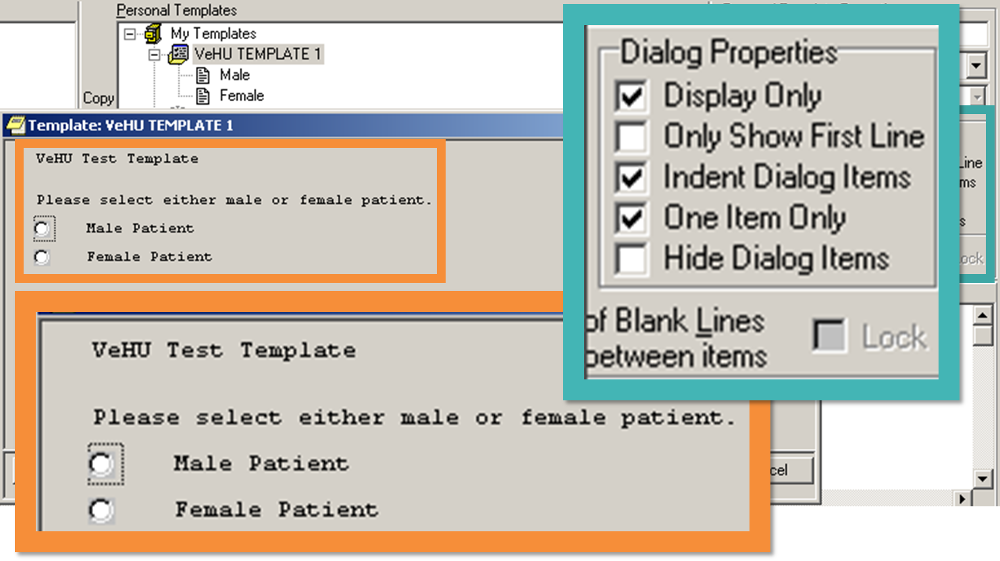 Personal Templates
My Templates
VeHU TEMPLATE 1
Male
Female
Copy
Template: VeHU TEMPLATE 1
VeHU Test Template
Please select either male or female patient.
Male Patient
Female Patient
VeHU Test Template
Please select either male or female patient.
Male Patient
Female Patient
Dialog Properties
Display Only
Only Show First Line
Indent Dialog Items
One Item Only
Hide Dialog Items
of Blank Lines
between items
Lock
Line
ms
s
ock
cel